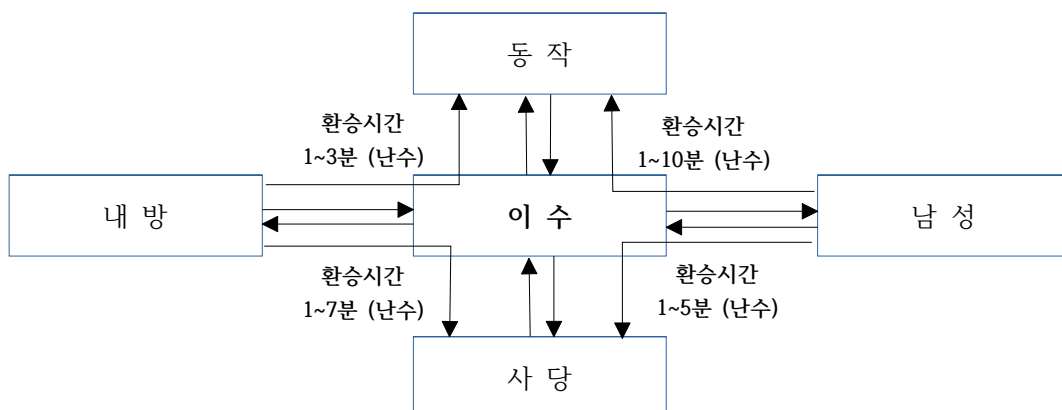 동 작
환승시간
1~3분 (난수)
환승시간
1~10분 (난수)
내 방
이 수
남 성
환승시간
1~7분 (난수)
환승시간
1~5분 (난수)
사 당